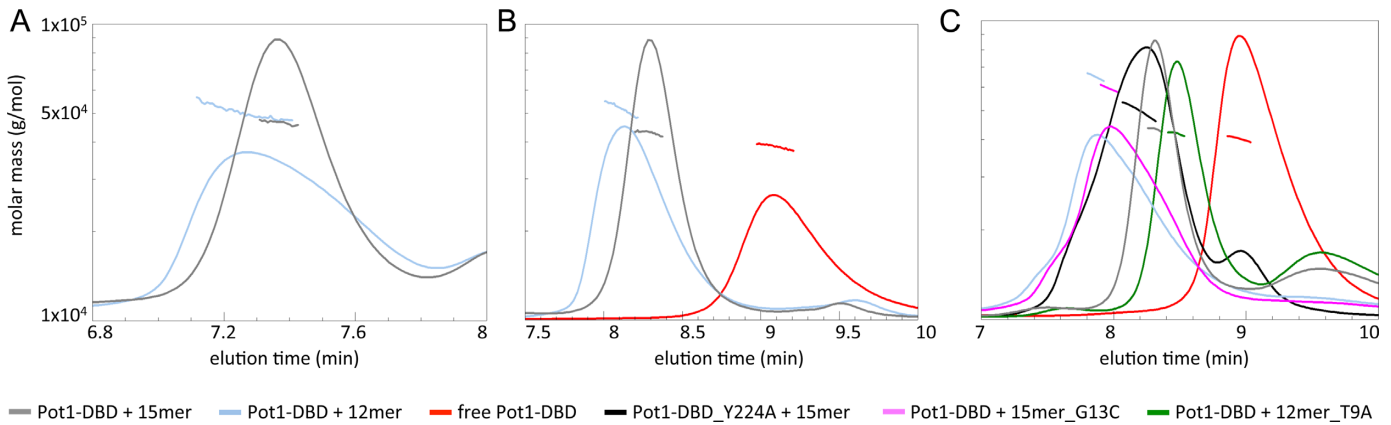 A
B
C
molar mass (g/mol)
1x10⁵
5x10⁴
1x10⁴
6.8 7.2 7.6 8
elution time (min)
7.5 8 8.5 9 9.5 10
elution time (min)
7 8 9 10
elution time (min)
Pot1-DBD + 15mer Pot1-DBD + 12mer free Pot1-DBD Pot1-DBD_Y224A + 15mer Pot1-DBD + 15mer_G13C Pot1-DBD + 12mer_T9A